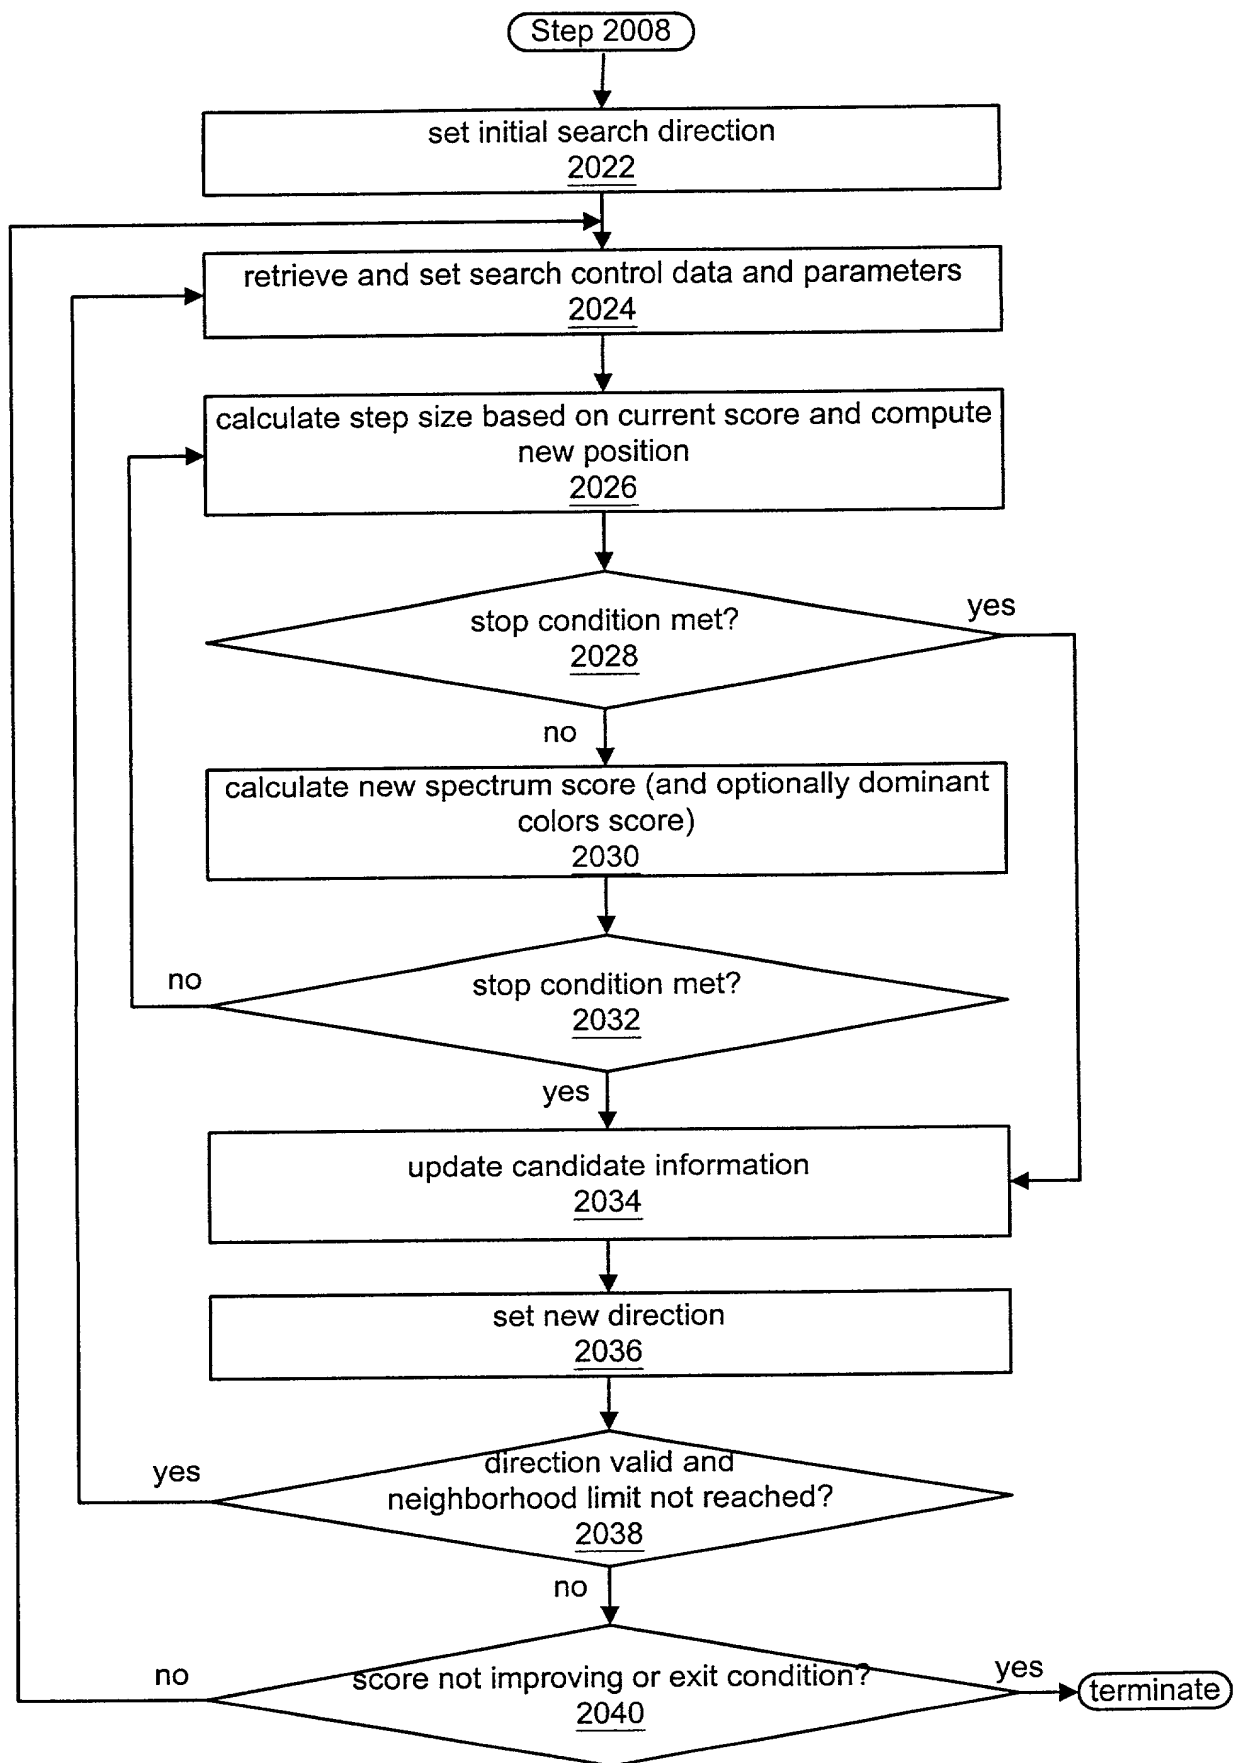 Step 2008
set initial search direction
2022
retrieve and set search control data and parameters
2024
calculate step size based on current score and compute
new position
2026
stop condition met?
2028
yes
no
calculate new spectrum score (and optionally dominant
colors score)
2030
stop condition met?
2032
no
yes
update candidate information
2034
set new direction
2036
direction valid and
neighborhood limit not reached?
2038
yes
no
score not improving or exit condition?
2040
no
yes
terminate